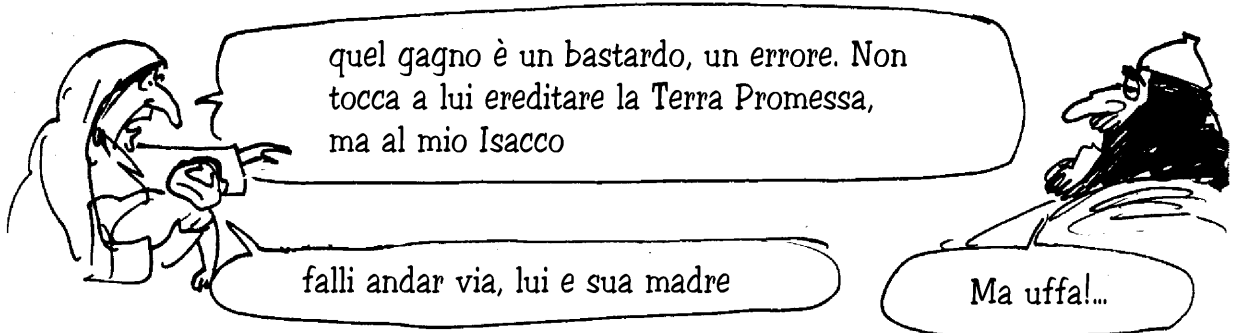 quel gagno è un bastardo, un errore. Non
tocca a lui ereditare la Terra Promessa,
ma al mio Isacco
falli andar via, lui e sua madre
Ma uffa!...